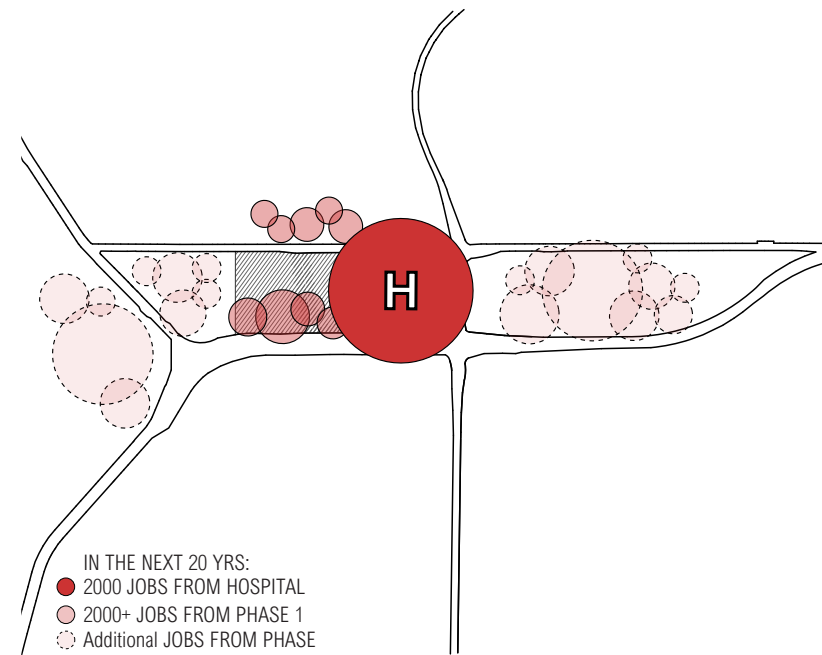 H
IN THE NEXT 20 YRS:
2000 JOBS FROM HOSPITAL
2000+ JOBS FROM PHASE 1
Additional JOBS FROM PHASE